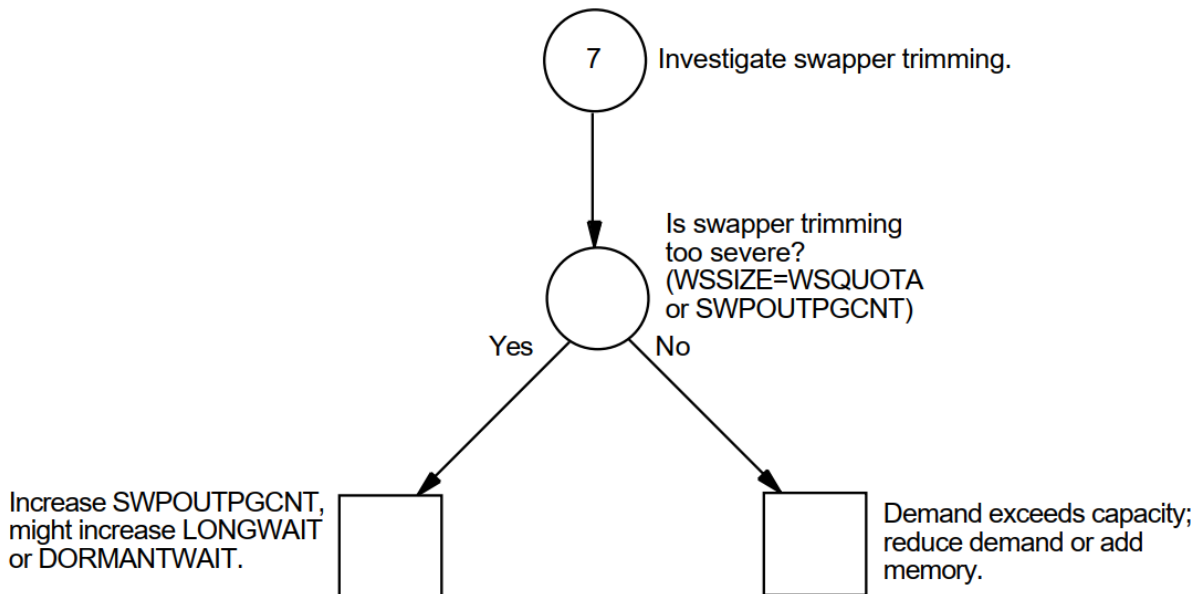 7
Investigate swapper trimming.
Is swapper trimming
too severe?
(WSSIZE=WSQUOTA
or SWPOUTPGCNT)
Yes
No
Increase SWPOUTPGCNT,
might increase LONGWAIT
or DORMANTWAIT.
Demand exceeds capacity;
reduce demand or add
memory.